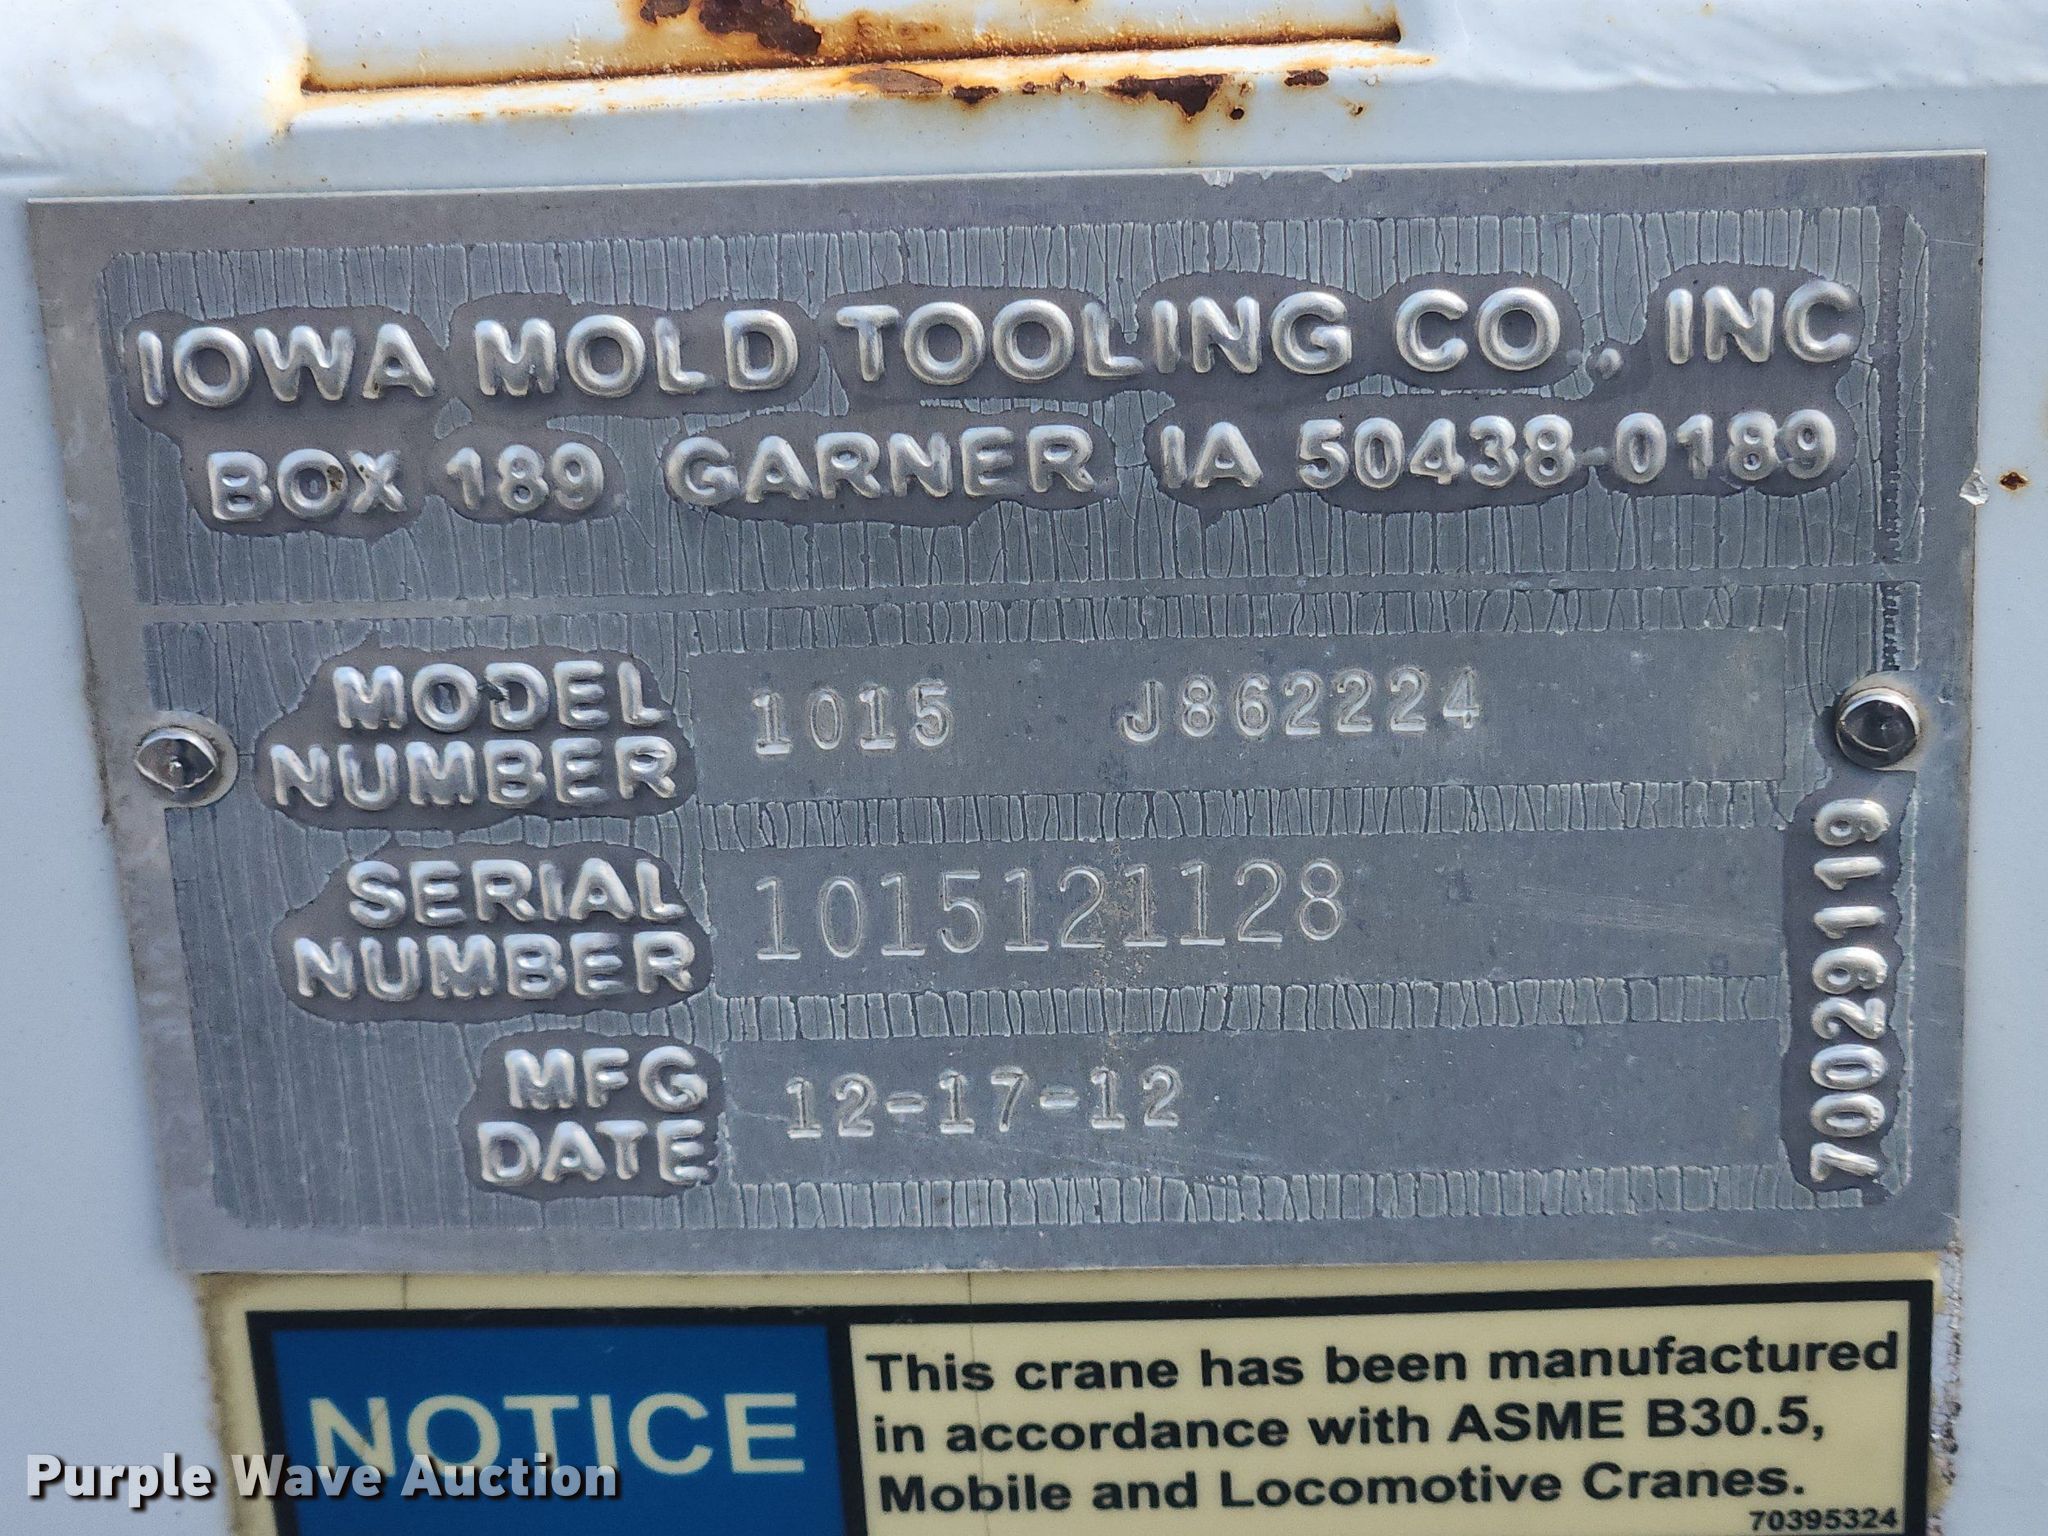 IOWA MOLD TOOLING CO., INC
BOX 189 GARNER IA 50438-0189
MODEL NUMBER 1015 J862224
SERIAL NUMBER 1015121128
MFG DATE 12-17-12
70029119
NOTICE
This crane has been manufactured
in accordance with ASME B30.5,
Mobile and Locomotive Cranes.
70395324
Purple Wave Auction